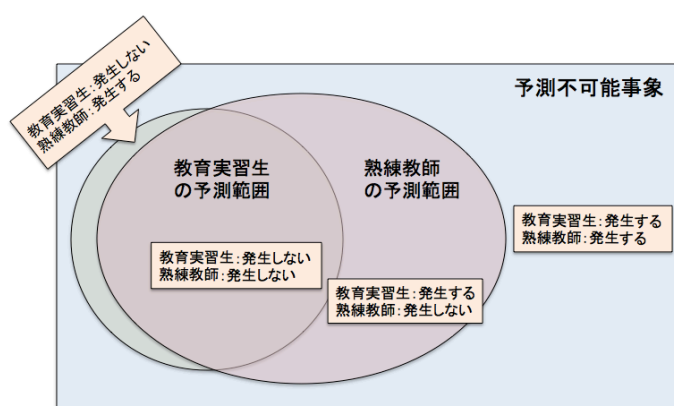 教育実習生：発生しない
熟練教師：発生する
予測不可能事象
教育実習生
の予測範囲
熟練教師
の予測範囲
教育実習生：発生する
熟練教師：発生する
教育実習生：発生しない
熟練教師：発生しない
教育実習生：発生する
熟練教師：発生しない